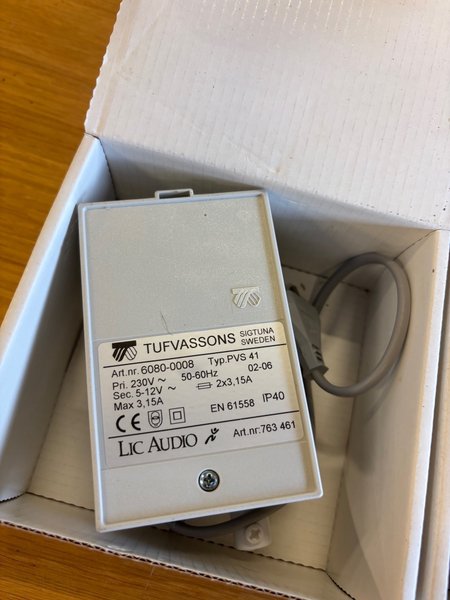 TUFVASSONS SIGTUNA SWEDEN
Art.nr. 6080-0008 Typ.PVS 41
Pri. 230V ~ 50-60Hz 02-06
Sec. 5-12V ~ 2x3,15A
Max 3,15A EN 61558 IP40
CE
LIC AUDIO Art.nr:763 461